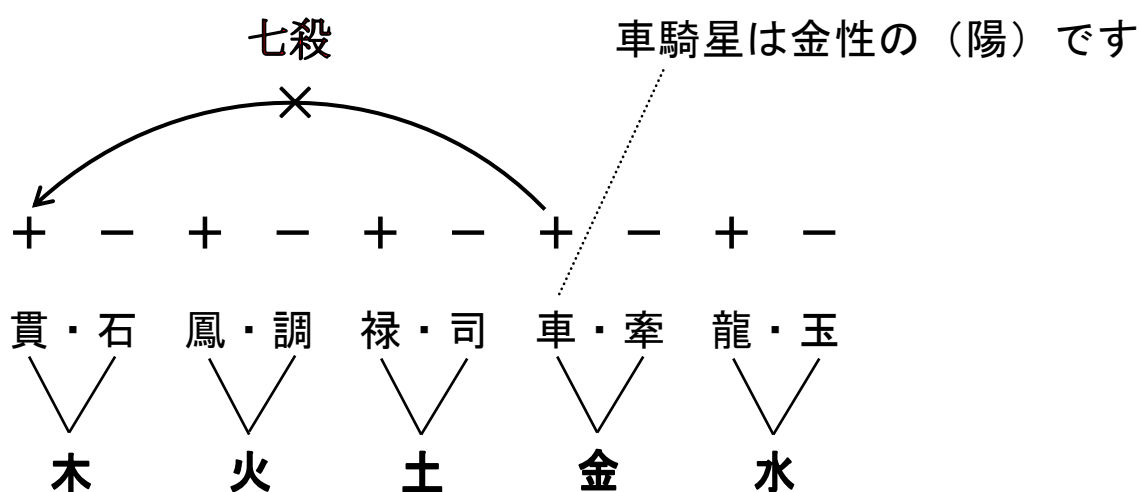 七殺
車騎星は金性の（陽）です
＋ － ＋ － ＋ － ＋ － ＋ －
貫・石 鳳・調 禄・司 車・牽 龍・玉
木 火 土 金 水